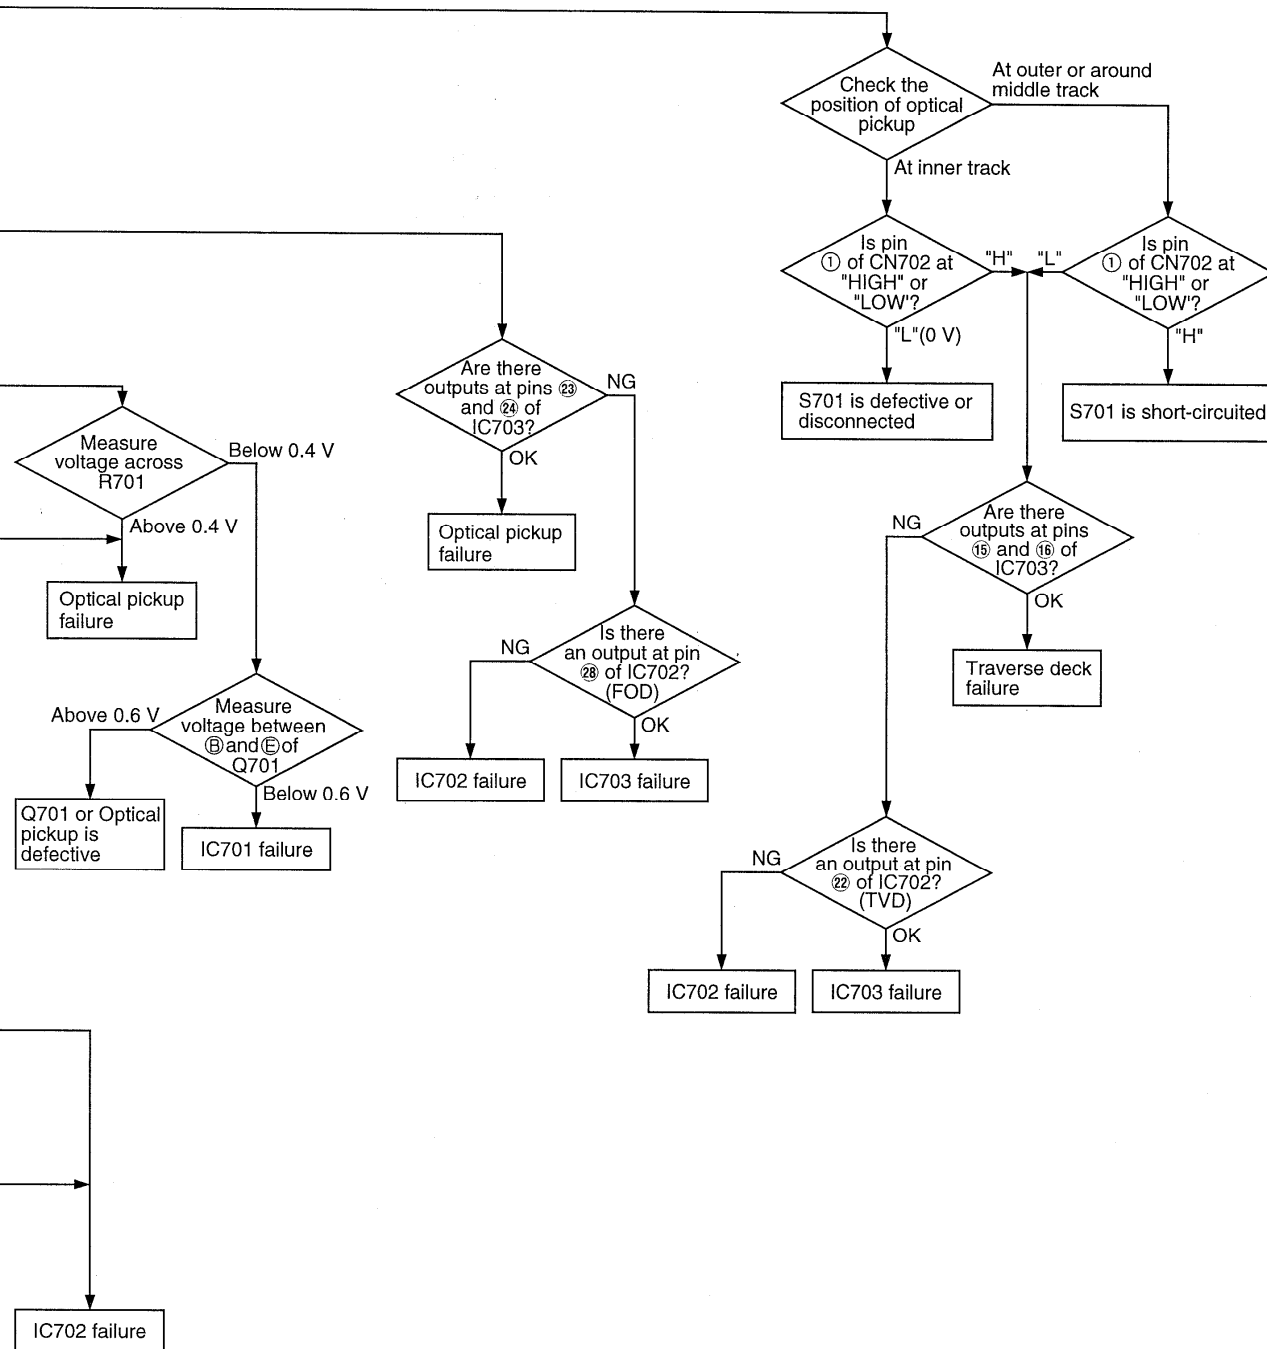 Check the
position of optical
pickup
At outer or around
middle track
At inner track
Is pin
① of CN702 at
"HIGH" or
"LOW'?
"H"
"L"
Is pin
① of CN702 at
"HIGH" or
"LOW'?
"L"(0 V)
"H"
S701 is defective or
disconnected
S701 is short-circuited
Are there
outputs at pins ㉓
and ㉔ of
IC703?
NG
OK
Measure
voltage across
R701
Below 0.4 V
Above 0.4 V
Optical pickup
failure
Optical pickup
failure
Are there
outputs at pins
⑮ and ⑯ of
IC703?
NG
OK
Traverse deck
failure
Is there
an output at pin
㉘ of IC702?
(FOD)
NG
OK
IC702 failure
IC703 failure
Measure
voltage between
Ⓑ and Ⓔ of
Q701
Above 0.6 V
Below 0.6 V
Q701 or Optical
pickup is
defective
IC701 failure
Is there
an output at pin
㉒ of IC702?
(TVD)
NG
OK
IC702 failure
IC703 failure
IC702 failure